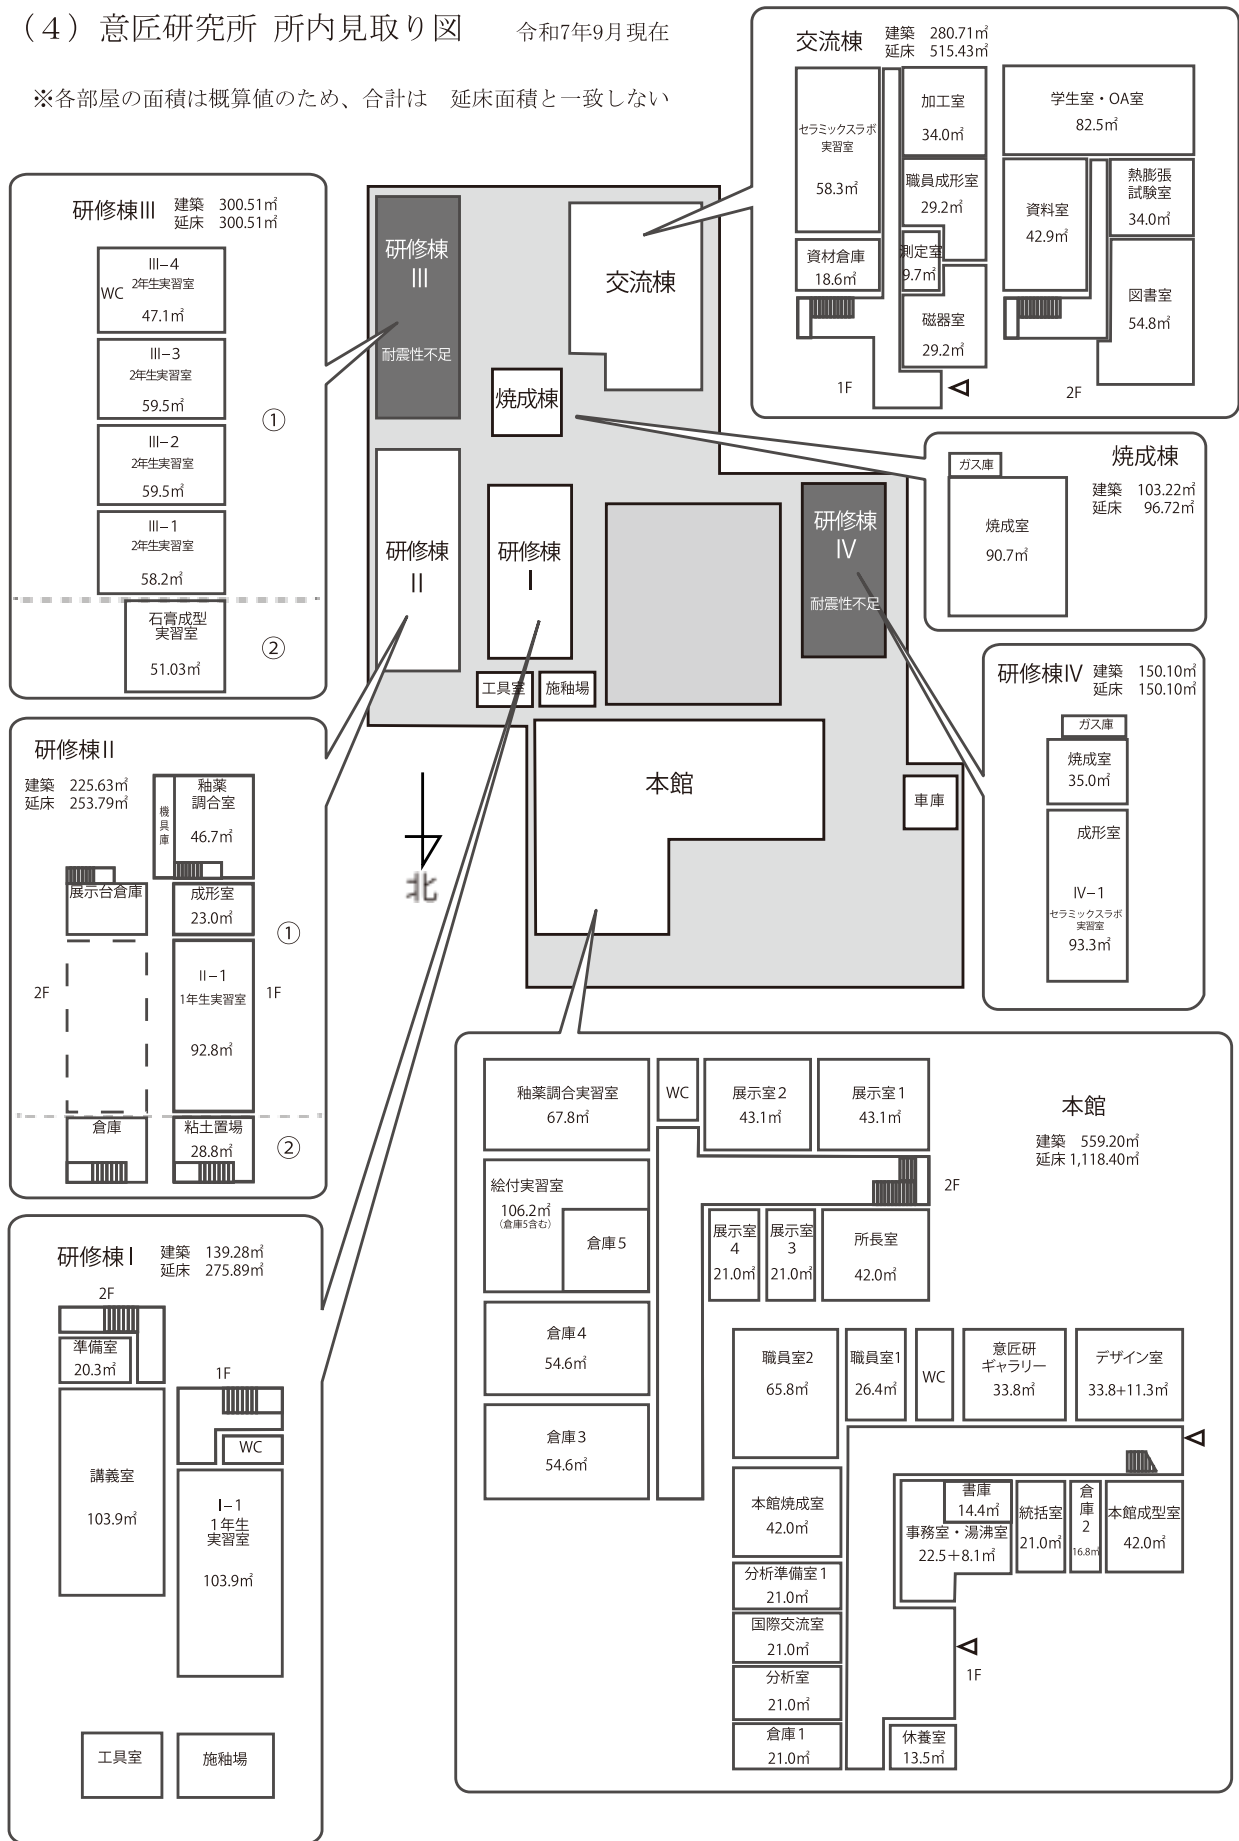 （4）意匠研究所 所内見取り図　令和7年9月現在
※各部屋の面積は概算値のため、合計は　延床面積と一致しない
交流棟
建築　280.71㎡
延床　515.43㎡
セラミックスラボ
実習室
58.3㎡
加工室
34.0㎡
職員成形室
29.2㎡
資材倉庫
18.6㎡
測定室
9.7㎡
磁器室
29.2㎡
1F
学生室・OA室
82.5㎡
資料室
42.9㎡
熱膨張
試験室
34.0㎡
図書室
54.8㎡
2F
研修棟Ⅲ
建築　300.51㎡
延床　300.51㎡
Ⅲ−4
2年生実習室
WC
47.1㎡
Ⅲ−3
2年生実習室
59.5㎡
①
Ⅲ−2
2年生実習室
59.5㎡
Ⅲ−1
2年生実習室
58.2㎡
石膏成型
実習室
51.03㎡
②
研修棟
Ⅲ
耐震性不足
交流棟
焼成棟
研修棟
Ⅱ
研修棟
Ⅰ
研修棟
Ⅳ
耐震性不足
工具室
施釉場
本館
車庫
北
焼成棟
建築　103.22㎡
延床　96.72㎡
ガス庫
焼成室
90.7㎡
研修棟Ⅳ
建築　150.10㎡
延床　150.10㎡
ガス庫
焼成室
35.0㎡
成形室
Ⅳ−1
セラミックスラボ
実習室
93.3㎡
研修棟Ⅱ
建築　225.63㎡
延床　253.79㎡
機具庫
釉薬
調合室
46.7㎡
展示台倉庫
成形室
23.0㎡
①
2F
Ⅱ−1
1年生実習室
92.8㎡
1F
倉庫
粘土置場
28.8㎡
②
研修棟Ⅰ
建築　139.28㎡
延床　275.89㎡
2F
準備室
20.3㎡
講義室
103.9㎡
1F
WC
Ⅰ−1
1年生
実習室
103.9㎡
工具室
施釉場
本館
建築　559.20㎡
延床 1,118.40㎡
釉薬調合実習室
67.8㎡
WC
展示室2
43.1㎡
展示室1
43.1㎡
2F
絵付実習室
106.2㎡
（倉庫5含む）
倉庫5
展示室
4
21.0㎡
展示室
3
21.0㎡
所長室
42.0㎡
倉庫4
54.6㎡
倉庫3
54.6㎡
職員室2
65.8㎡
職員室1
26.4㎡
WC
意匠研
ギャラリー
33.8㎡
デザイン室
33.8+11.3㎡
本館焼成室
42.0㎡
書庫
14.4㎡
事務室・湯沸室
22.5＋8.1㎡
統括室
21.0㎡
倉庫2
16.8㎡
本館成型室
42.0㎡
分析準備室1
21.0㎡
国際交流室
21.0㎡
分析室
21.0㎡
倉庫1
21.0㎡
1F
休養室
13.5㎡